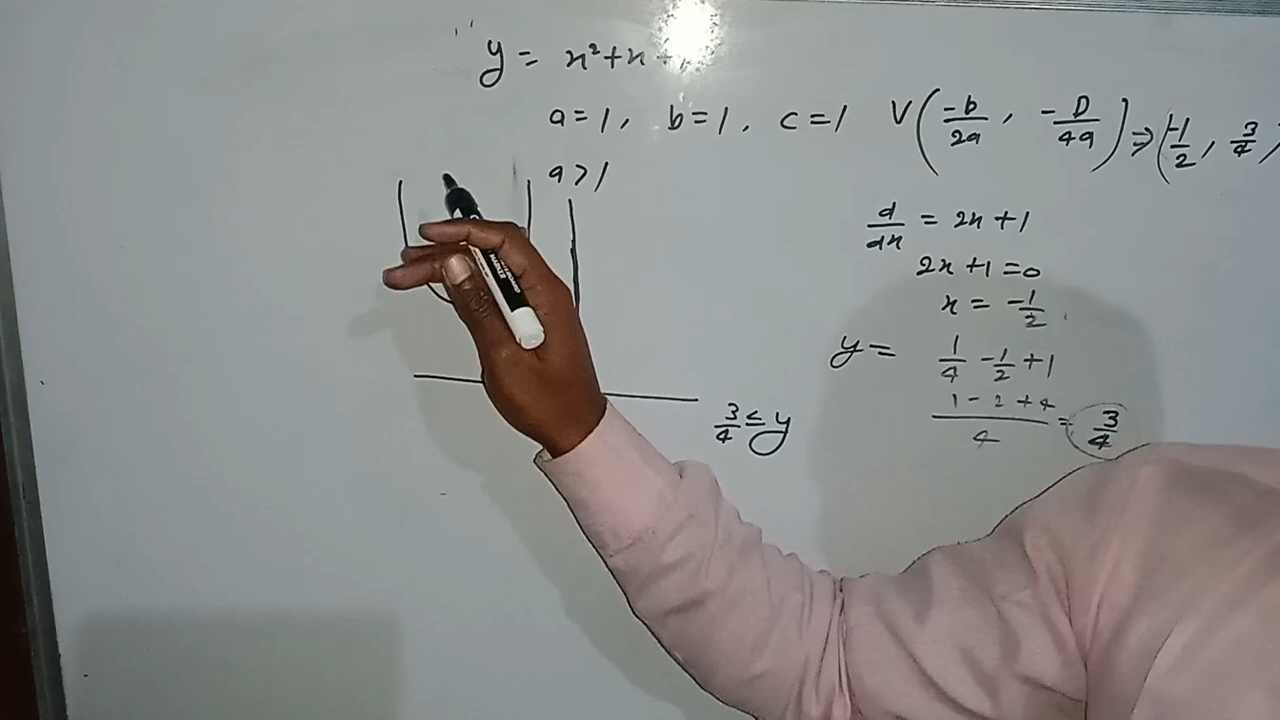 y = x² + x +
a = 1, b = 1, c = 1 V(-b/2a, -D/4a) ⇒ (-1/2, 3/4)
a > 1
d/dx = 2x + 1
2x + 1 = 0
x = -1/2
y = 1/4 - 1/2 + 1
1 - 2 + 4/4 = 3/4
3/4 ≤ y